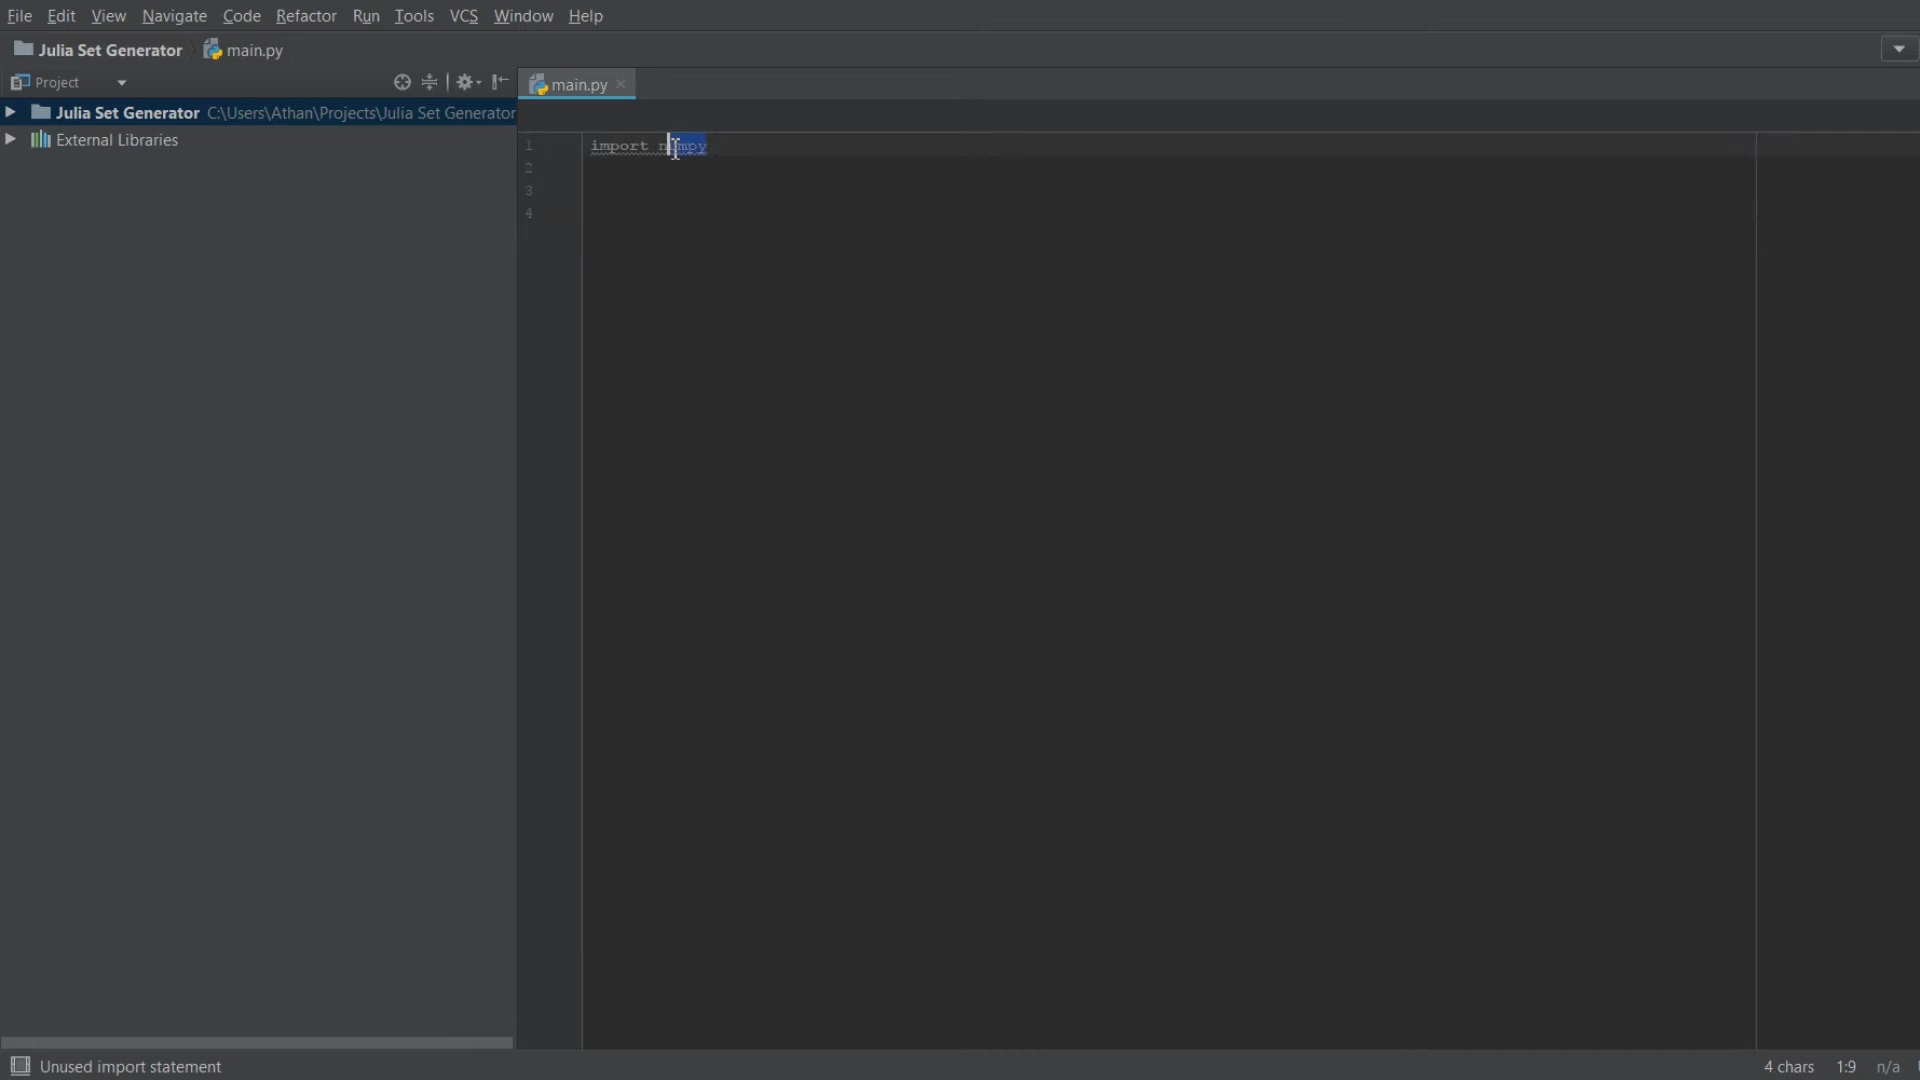 File Edit View Navigate Code Refactor Run Tools VCS Window Help
Julia Set Generator main.py
Project
main.py
Julia Set Generator C:\Users\Athan\Projects\Julia Set Generator
External Libraries
1 import numpy
2
3
4
Unused import statement
4 chars 1:9 n/a